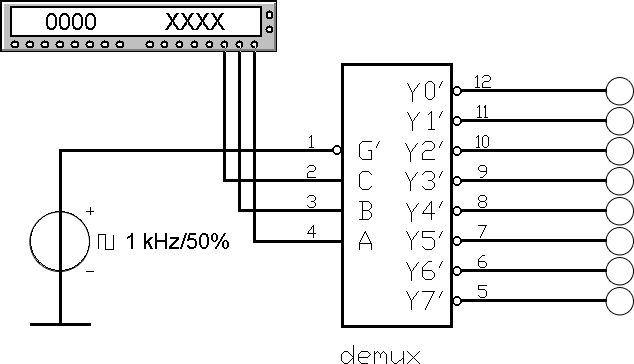 0000 XXXX
Y0' 12
Y1' 11
1 G' Y2' 10
2 C Y3' 9
3 B Y4' 8
+ 1 kHz/50% 4 A Y5' 7
− Y6' 6
Y7' 5
demux